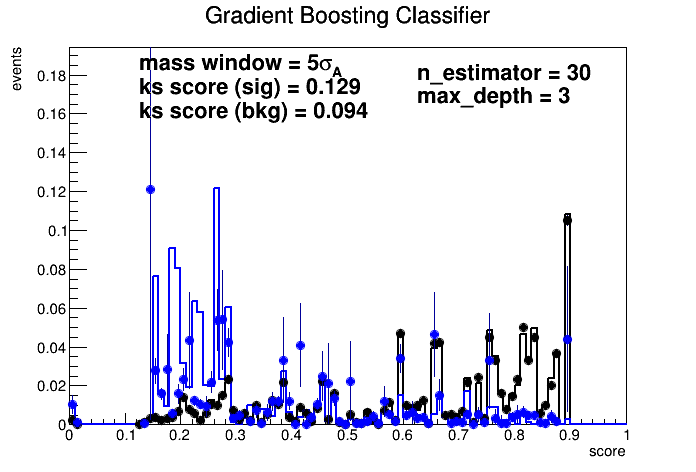 Gradient Boosting Classifier
events
mass window = 5σA
ks score (sig) = 0.129
ks score (bkg) = 0.094
n_estimator = 30
max_depth = 3
0.18
0.16
0.14
0.12
0.1
0.08
0.06
0.04
0.02
0
0 0.1 0.2 0.3 0.4 0.5 0.6 0.7 0.8 0.9 1
score